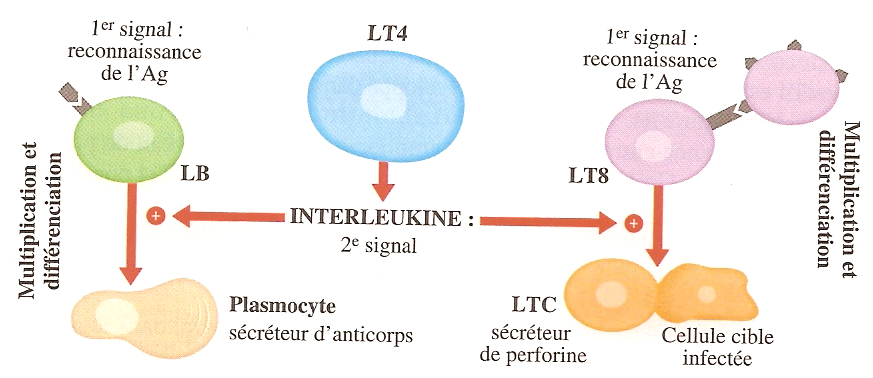 1er signal :
reconnaissance
de l'Ag
LT4
1er signal :
reconnaissance
de l'Ag
Multiplication et
différenciation
LB
LT8
Multiplication et
différenciation
INTERLEUKINE :
2e signal
Plasmocyte
sécréteur d'anticorps
LTC
sécréteur
de perforine
Cellule cible
infectée